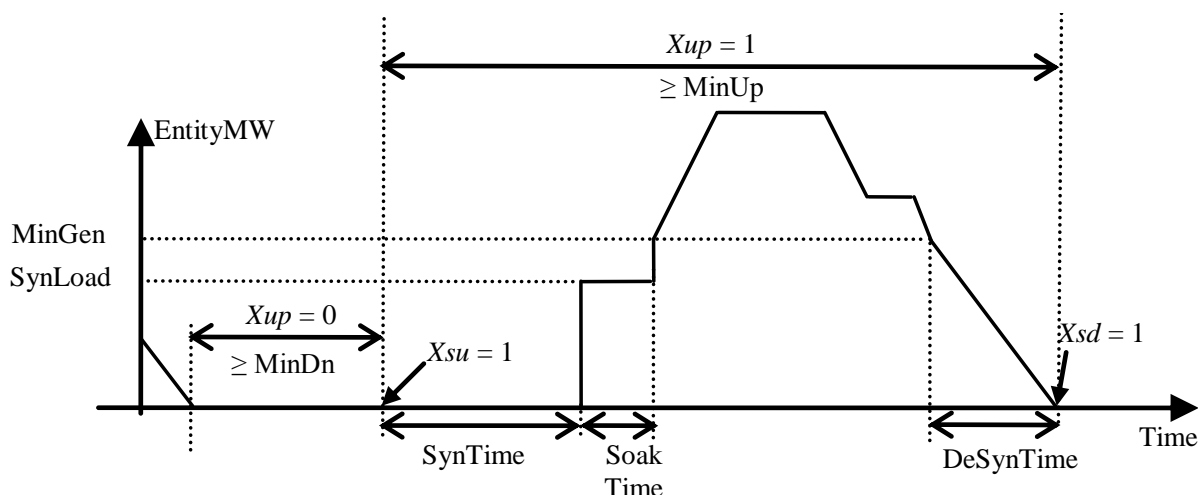 Xup = 1
≥ MinUp
EntityMW
MinGen
SynLoad
Xup = 0
≥ MinDn
Xsu = 1
Xsd = 1
Time
SynTime
Soak
Time
DeSynTime